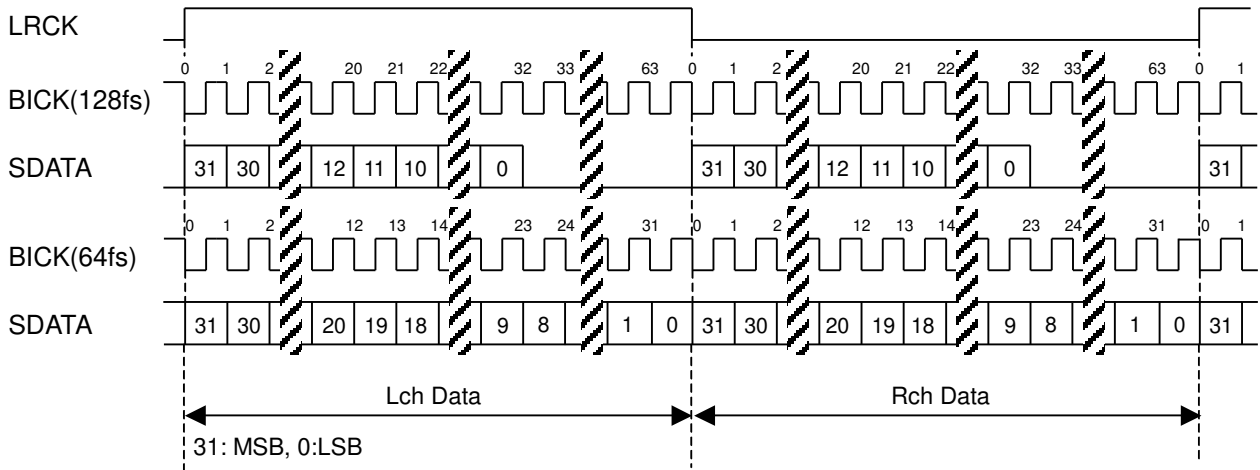 LRCK
0 1 2 20 21 22 32 33 63 0 1 2 20 21 22 32 33 63 0 1
BICK(128fs)
SDATA 31 30 12 11 10 0 31 30 12 11 10 0 31
0 1 2 12 13 14 23 24 31 0 1 2 12 13 14 23 24 31 0 1
BICK(64fs)
SDATA 31 30 20 19 18 9 8 1 0 31 30 20 19 18 9 8 1 0 31
Lch Data Rch Data
31: MSB, 0:LSB